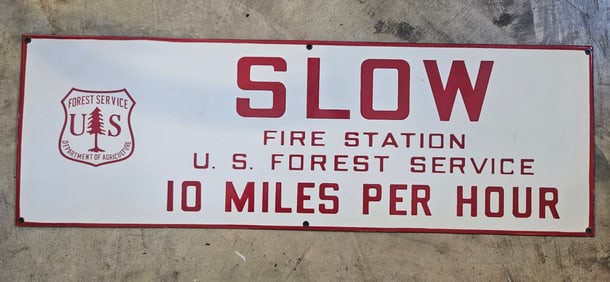 FOREST SERVICE
U S
DEPARTMENT OF AGRICULTURE
SLOW
FIRE STATION
U. S. FOREST SERVICE
10 MILES PER HOUR